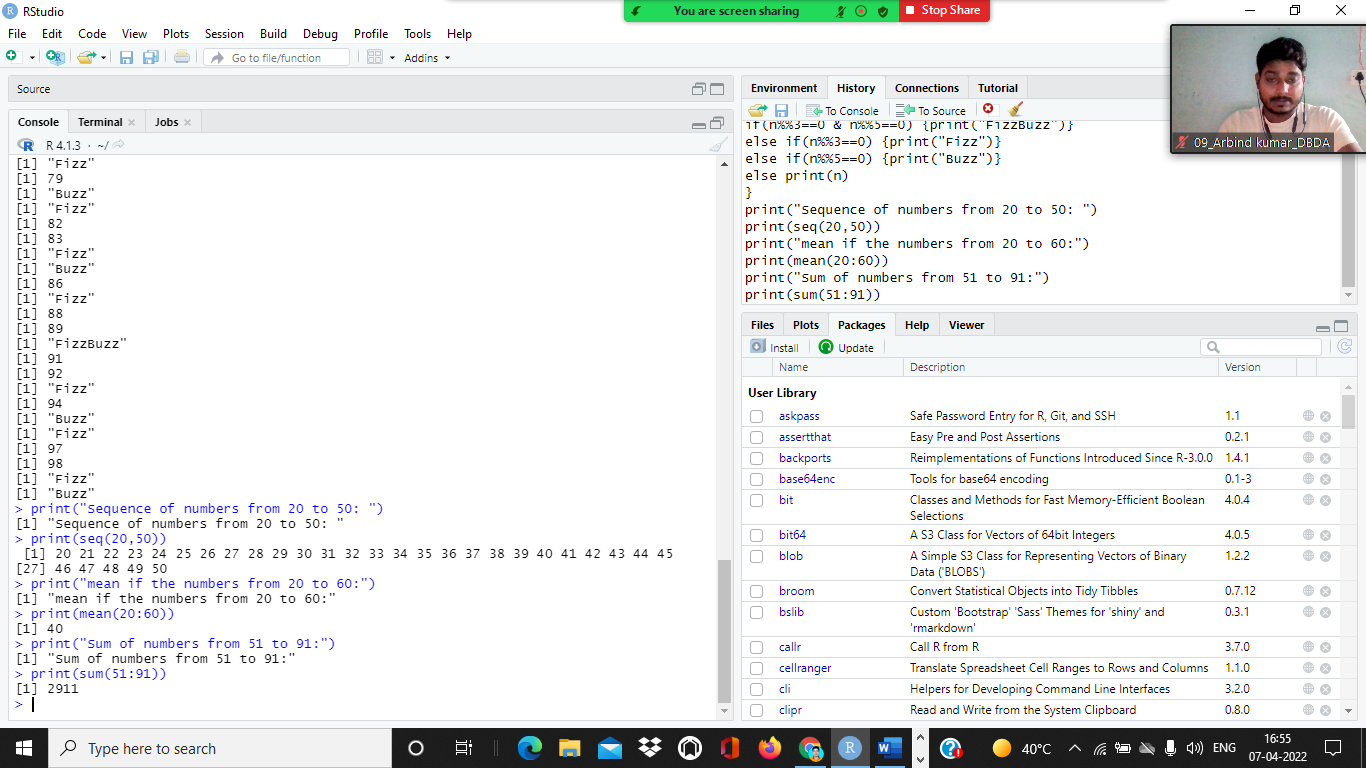 RStudio
You are screen sharing
Stop Share
File Edit Code View Plots Session Build Debug Profile Tools Help
Go to file/function
Addins
Source
Console Terminal Jobs
R 4.1.3 · ~/
[1] "Fizz"
[1] 79
[1] "Buzz"
[1] "Fizz"
[1] 82
[1] 83
[1] "Fizz"
[1] "Buzz"
[1] 86
[1] "Fizz"
[1] 88
[1] 89
[1] "FizzBuzz"
[1] 91
[1] 92
[1] "Fizz"
[1] 94
[1] "Buzz"
[1] "Fizz"
[1] 97
[1] 98
[1] "Fizz"
[1] "Buzz"
> print("Sequence of numbers from 20 to 50: ")
[1] "Sequence of numbers from 20 to 50: "
> print(seq(20,50))
[1] 20 21 22 23 24 25 26 27 28 29 30 31 32 33 34 35 36 37 38 39 40 41 42 43 44 45
[27] 46 47 48 49 50
> print("mean if the numbers from 20 to 60:")
[1] "mean if the numbers from 20 to 60:"
> print(mean(20:60))
[1] 40
> print("Sum of numbers from 51 to 91:")
[1] "Sum of numbers from 51 to 91:"
> print(sum(51:91))
[1] 2911
>
Environment History Connections Tutorial
To Console To Source
if(n%%3==0 & n%%5==0) {print("FizzBuzz")}
else if(n%%3==0) {print("Fizz")}
else if(n%%5==0) {print("Buzz")}
else print(n)
}
print("Sequence of numbers from 20 to 50: ")
print(seq(20,50))
print("mean if the numbers from 20 to 60:")
print(mean(20:60))
print("Sum of numbers from 51 to 91:")
print(sum(51:91))
09_Arbind kumar_DBDA
Files Plots Packages Help Viewer
Install Update
Name Description Version
User Library
askpass Safe Password Entry for R, Git, and SSH 1.1
assertthat Easy Pre and Post Assertions 0.2.1
backports Reimplementations of Functions Introduced Since R-3.0.0 1.4.1
base64enc Tools for base64 encoding 0.1-3
bit Classes and Methods for Fast Memory-Efficient Boolean 4.0.4
Selections
bit64 A S3 Class for Vectors of 64bit Integers 4.0.5
blob A Simple S3 Class for Representing Vectors of Binary 1.2.2
Data ('BLOBS')
broom Convert Statistical Objects into Tidy Tibbles 0.7.12
bslib Custom 'Bootstrap' 'Sass' Themes for 'shiny' and 0.3.1
'rmarkdown'
callr Call R from R 3.7.0
cellranger Translate Spreadsheet Cell Ranges to Rows and Columns 1.1.0
cli Helpers for Developing Command Line Interfaces 3.2.0
clipr Read and Write from the System Clipboard 0.8.0
Type here to search
40°C
ENG
16:55
07-04-2022